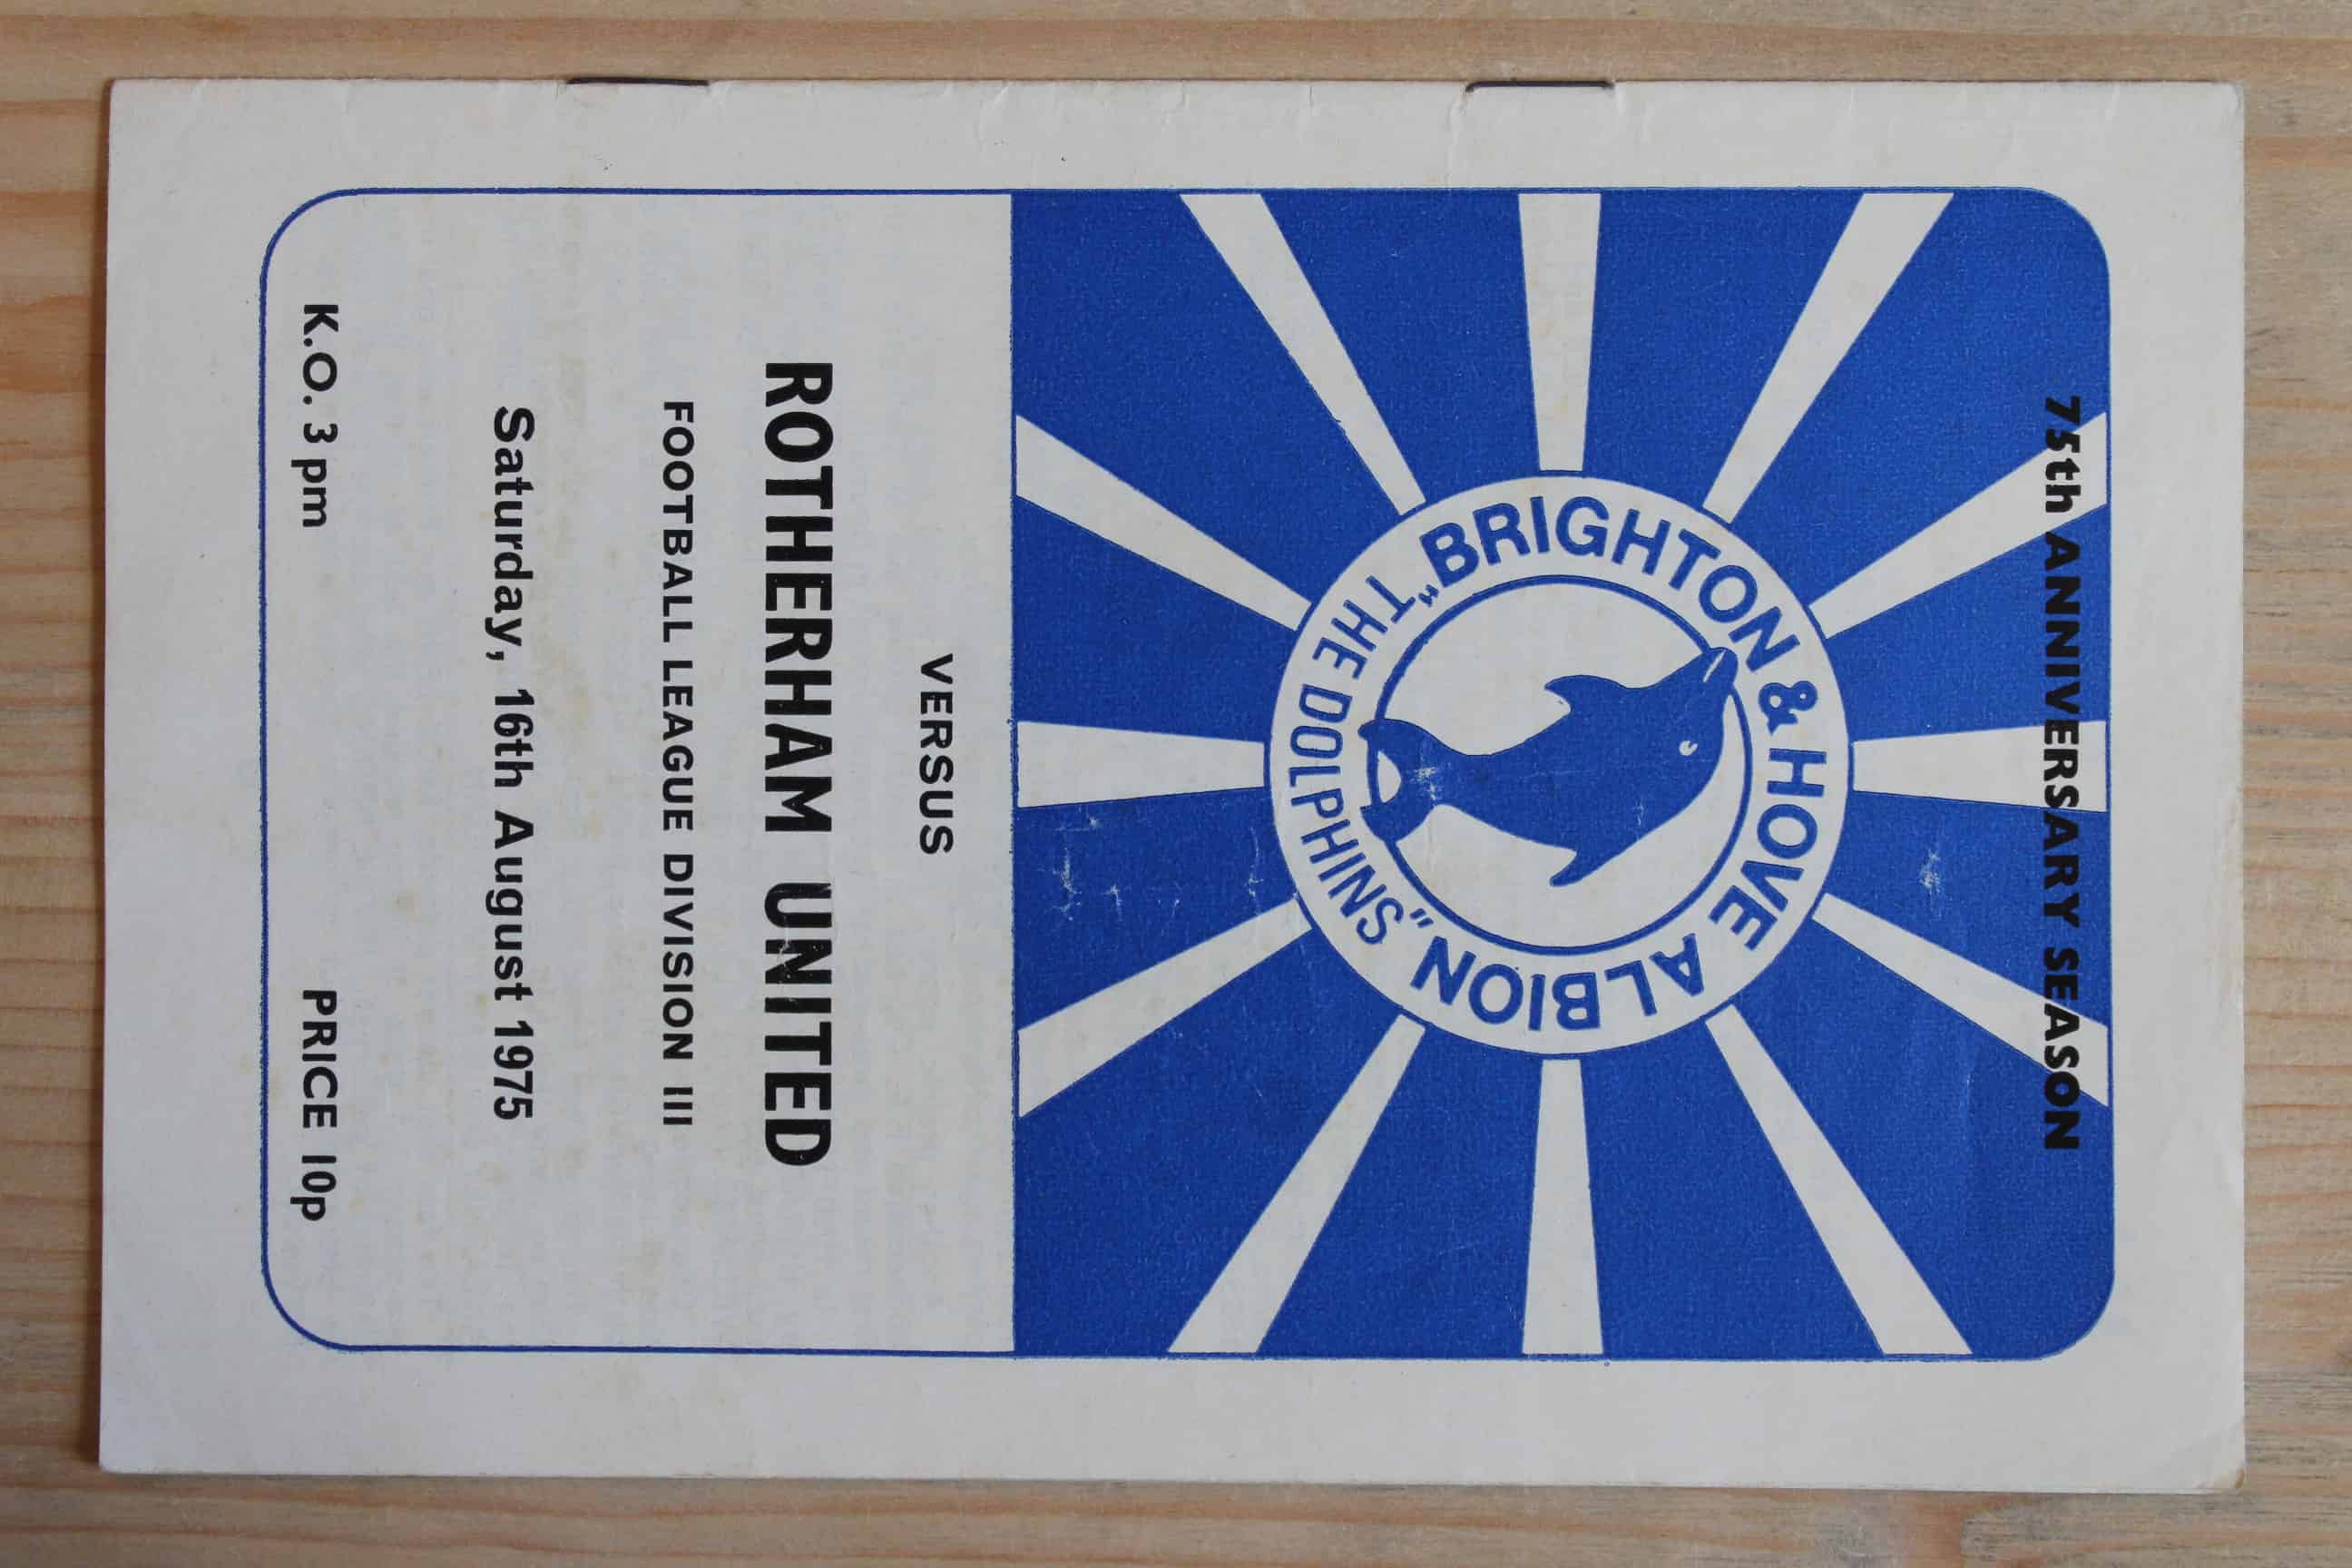 75th ANNIVERSARY SEASON
BRIGHTON & HOVE ALBION
"THE DOLPHINS"
VERSUS
ROTHERHAM UNITED
FOOTBALL LEAGUE DIVISION III
Saturday, 16th August 1975
K.O. 3 pm
PRICE 10p